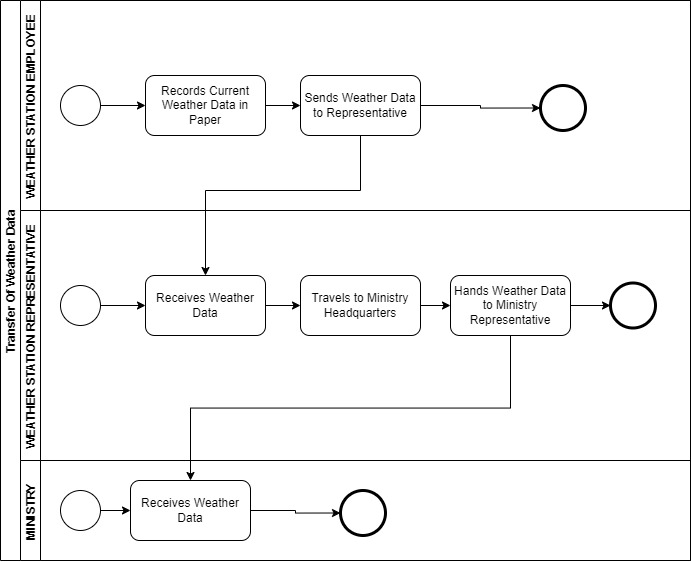 Transfer Of Weather Data
WEATHER STATION EMPLOYEE
Records Current
Weather Data in
Paper
Sends Weather Data
to Representative
WEATHER STATION REPRESENTATIVE
Receives Weather
Data
Travels to Ministry
Headquarters
Hands Weather Data
to Ministry
Representative
MINISTRY
Receives Weather
Data